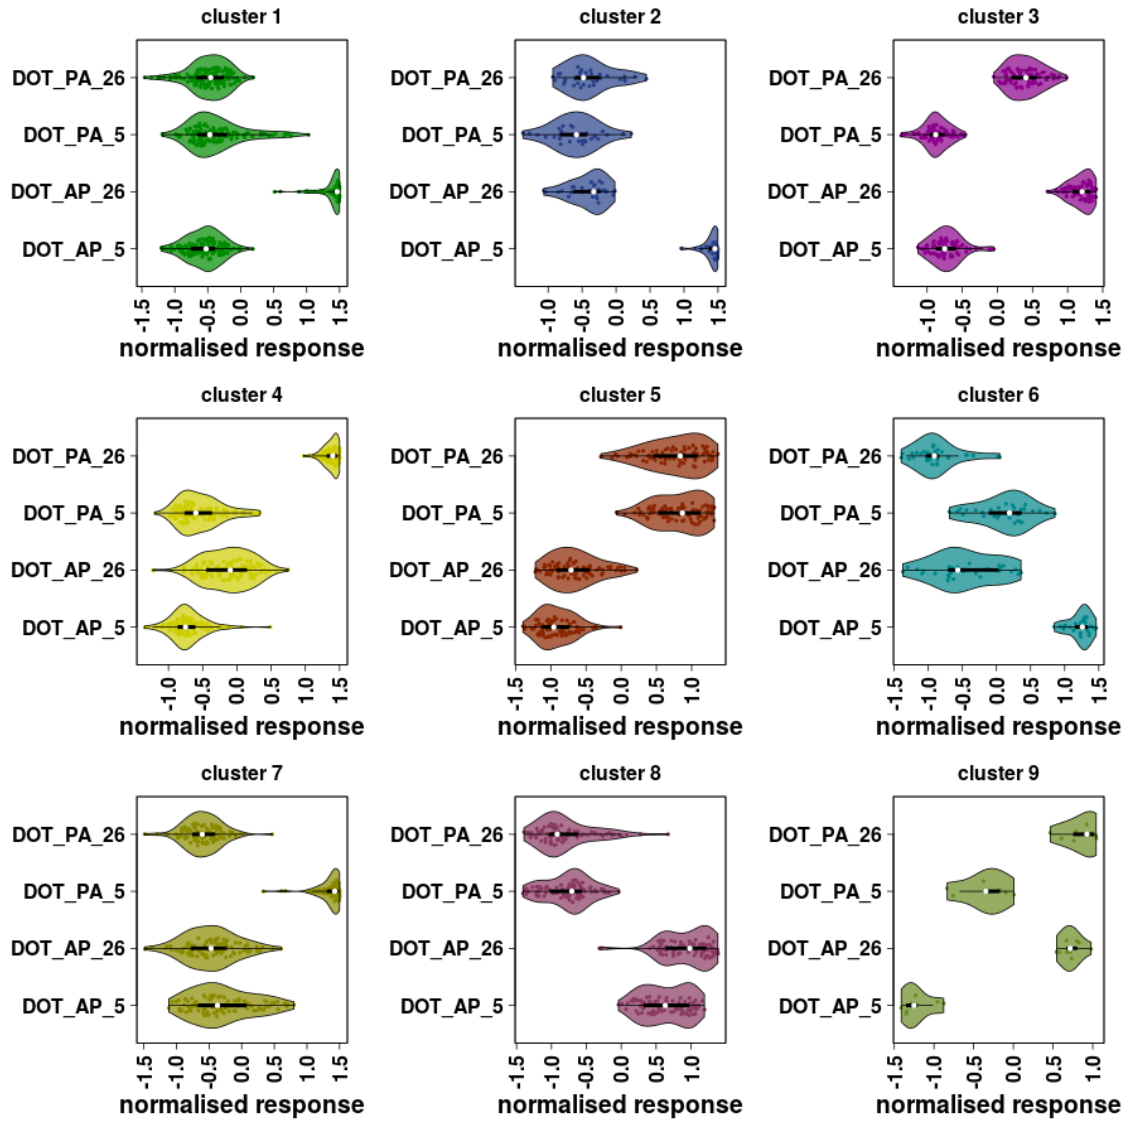 cluster 1
DOT_PA_26
DOT_PA_5
DOT_AP_26
DOT_AP_5
-1.5 -1.0 -0.5 0.0 0.5 1.0 1.5
normalised response
cluster 2
DOT_PA_26
DOT_PA_5
DOT_AP_26
DOT_AP_5
-1.0 -0.5 0.0 0.5 1.0 1.5
normalised response
cluster 3
DOT_PA_26
DOT_PA_5
DOT_AP_26
DOT_AP_5
-1.0 -0.5 0.0 0.5 1.0 1.5
normalised response
cluster 4
DOT_PA_26
DOT_PA_5
DOT_AP_26
DOT_AP_5
-1.0 -0.5 0.0 0.5 1.0 1.5
normalised response
cluster 5
DOT_PA_26
DOT_PA_5
DOT_AP_26
DOT_AP_5
-1.5 -1.0 -0.5 0.0 0.5 1.0
normalised response
cluster 6
DOT_PA_26
DOT_PA_5
DOT_AP_26
DOT_AP_5
-1.5 -1.0 -0.5 0.0 0.5 1.0 1.5
normalised response
cluster 7
DOT_PA_26
DOT_PA_5
DOT_AP_26
DOT_AP_5
-1.5 -1.0 -0.5 0.0 0.5 1.0 1.5
normalised response
cluster 8
DOT_PA_26
DOT_PA_5
DOT_AP_26
DOT_AP_5
-1.5 -1.0 -0.5 0.0 0.5 1.0
normalised response
cluster 9
DOT_PA_26
DOT_PA_5
DOT_AP_26
DOT_AP_5
-1.5 -1.0 -0.5 0.0 0.5 1.0
normalised response